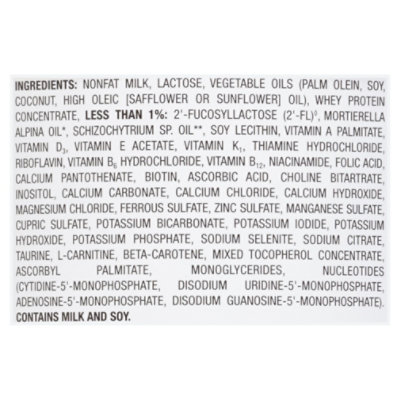 INGREDIENTS: NONFAT MILK, LACTOSE, VEGETABLE OILS (PALM OLEIN, SOY,
COCONUT, HIGH OLEIC [SAFFLOWER OR SUNFLOWER] OIL), WHEY PROTEIN
CONCENTRATE, LESS THAN 1%: 2'-FUCOSYLLACTOSE (2'-FL)◊, MORTIERELLA
ALPINA OIL*, SCHIZOCHYTRIUM SP. OIL**, SOY LECITHIN, VITAMIN A PALMITATE,
VITAMIN D₃, VITAMIN E ACETATE, VITAMIN K₁, THIAMINE HYDROCHLORIDE,
RIBOFLAVIN, VITAMIN B₆ HYDROCHLORIDE, VITAMIN B₁₂, NIACINAMIDE, FOLIC ACID,
CALCIUM PANTOTHENATE, BIOTIN, ASCORBIC ACID, CHOLINE BITARTRATE,
INOSITOL, CALCIUM CARBONATE, CALCIUM CHLORIDE, CALCIUM HYDROXIDE,
MAGNESIUM CHLORIDE, FERROUS SULFATE, ZINC SULFATE, MANGANESE SULFATE,
CUPRIC SULFATE, POTASSIUM BICARBONATE, POTASSIUM IODIDE, POTASSIUM
HYDROXIDE, POTASSIUM PHOSPHATE, SODIUM SELENITE, SODIUM CITRATE,
TAURINE, L-CARNITINE, BETA-CAROTENE, MIXED TOCOPHEROL CONCENTRATE,
ASCORBYL PALMITATE, MONOGLYCERIDES, NUCLEOTIDES
(CYTIDINE-5'-MONOPHOSPHATE, DISODIUM URIDINE-5'-MONOPHOSPHATE,
ADENOSINE-5'-MONOPHOSPHATE, DISODIUM GUANOSINE-5'-MONOPHOSPHATE).
CONTAINS MILK AND SOY.